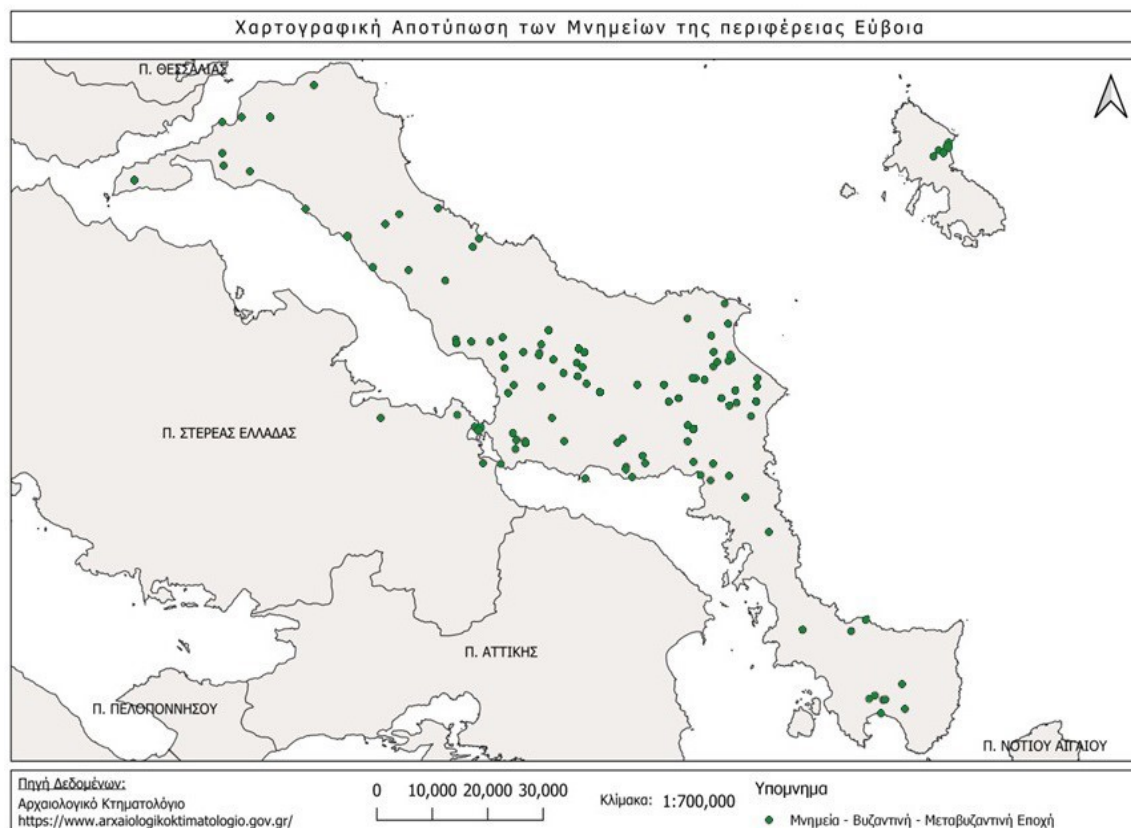 Χαρτογραφική Αποτύπωση των Μνημείων της περιφέρειας Εύβοια
Π. ΘΕΣΣΑΛΙΑΣ
Π. ΣΤΕΡΕΑΣ ΕΛΛΑΔΑΣ
Π. ΑΤΤΙΚΗΣ
Π. ΠΕΛΟΠΟΝΝΗΣΟΥ
Π. ΝΟΤΙΟΥ ΑΙΓΑΙΟΥ
Πηγή Δεδομένων:
Αρχαιολογικό Κτηματολόγιο
https://www.arxaiologikoktimatologio.gov.gr/
0 10,000 20,000 30,000
Κλίμακα: 1:700,000
Υπομνημα
Μνημεία - Βυζαντινή - Μεταβυζαντινή Εποχή